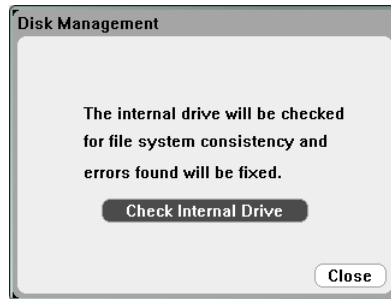 Disk Management
The internal drive will be checked
for file system consistency and
errors found will be fixed.
Check Internal Drive
Close